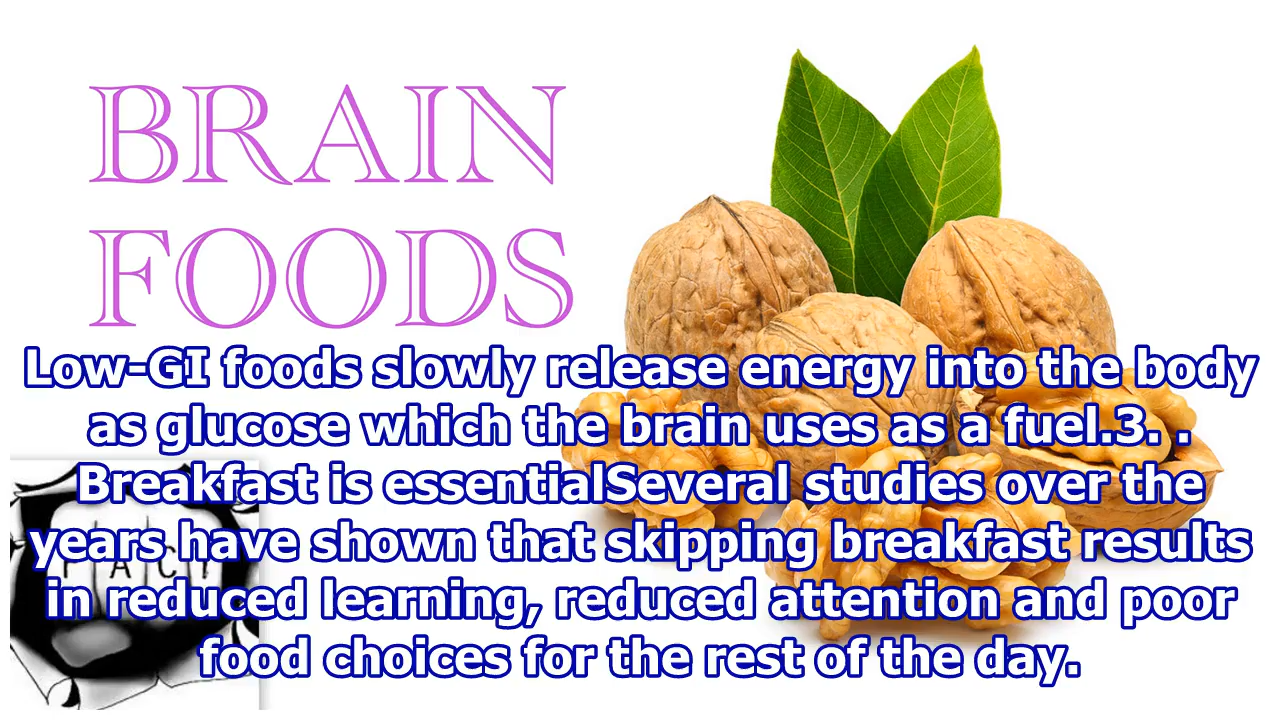 BRAIN
FOODS
Low-GI foods slowly release energy into the body
as glucose which the brain uses as a fuel.3. .
Breakfast is essentialSeveral studies over the
years have shown that skipping breakfast results
in reduced learning, reduced attention and poor
food choices for the rest of the day.